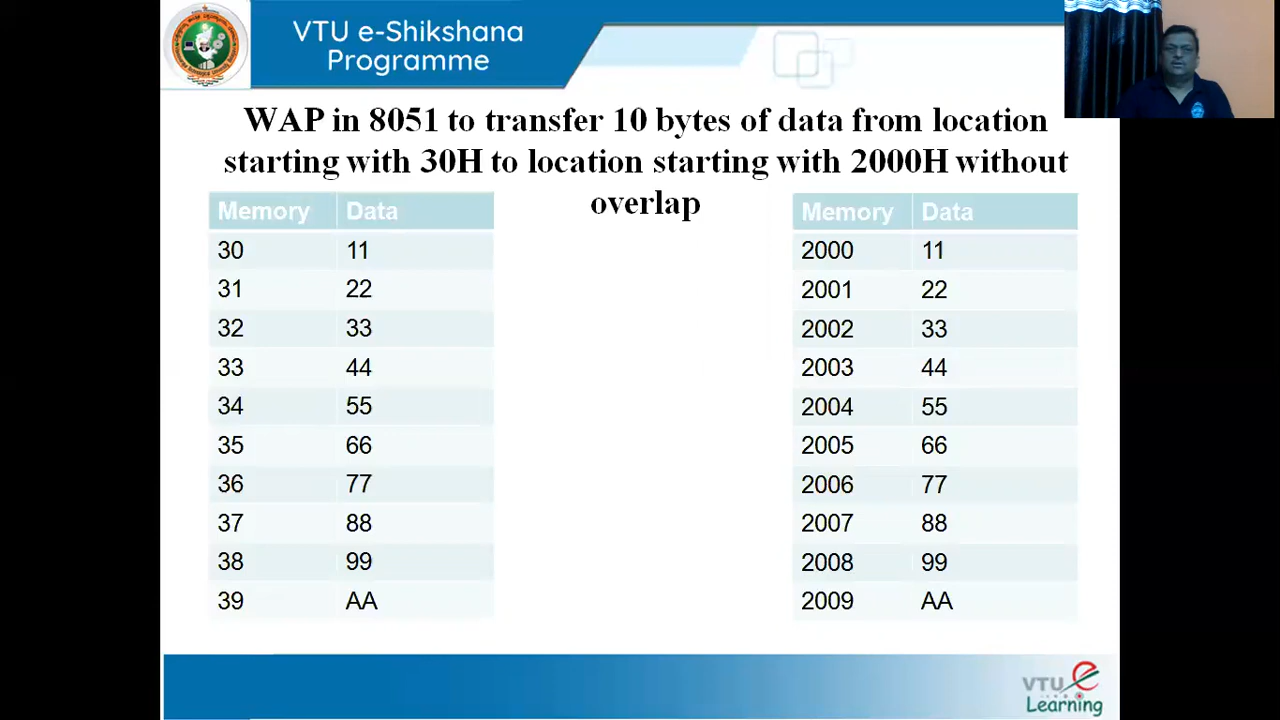 VTU e-Shikshana
Programme
WAP in 8051 to transfer 10 bytes of data from location
starting with 30H to location starting with 2000H without
overlap
Memory Data
30 11
31 22
32 33
33 44
34 55
35 66
36 77
37 88
38 99
39 AA
Memory Data
2000 11
2001 22
2002 33
2003 44
2004 55
2005 66
2006 77
2007 88
2008 99
2009 AA
VTU e
Learning